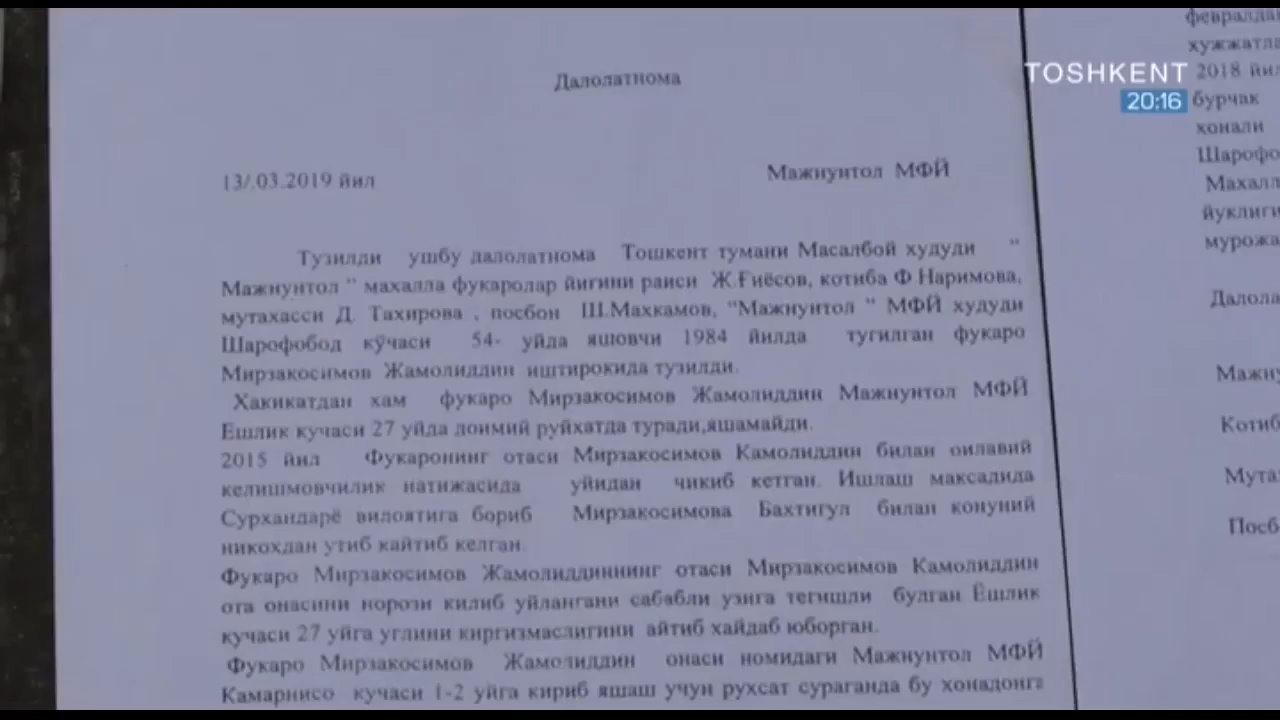 Далолатнома
13/.03.2019 йил
Мажнунтол МФЙ
Тузилди ушбу далолатнома Тошкент тумани Масалбой худуди "
Мажнунтол " махалла фукаролар йиғини раиси Ж.Ғиёсов, котиба Ф Наримова,
мутахасси Д. Тахирова , посбон Ш.Махкамов, "Мажнунтол " МФЙ худуди
Шарофобод кўчаси 54- уйда яшовчи 1984 йилда тугилган фукаро
Мирзакосимов Жамолиддин иштирокида тузилди.
Хакикатдан хам фукаро Мирзакосимов Жамолиддин Мажнунтол МФЙ
Ешлик кучаси 27 уйда доимий руйхатда туради,яшамайди.
2015 йил Фукаронинг отаси Мирзакосимов Камолиддин билан оилавий
келишмовчилик натижасида уйидан чикиб кетган. Ишлаш максадида
Сурхандарё вилоятига бориб Мирзакосимова Бахтигул билан конуний
никохдан утиб кайтиб келган.
Фукаро Мирзакосимов Жамолиддиннинг отаси Мирзакосимов Камолиддин
ота онасини норози килиб уйлангани сабабли узига тегишли булган Ёшлик
кучаси 27 уйга углини киргизмаслигини айтиб хайдаб юборган.
Фукаро Мирзакосимов Жамолиддин онаси номидаги Мажнунтол МФЙ
Камарнисо кучаси 1-2 уйга кириб яшаш учун рухсат сураганда бу хонадонга
TOSHKENT
20:16
февралда
хужжатла
2018 йил
бурчак
хонали
Шарофо
Махалл
йуклиги
мурожа
Далола
Мажну
Котиб
Мута
Посб